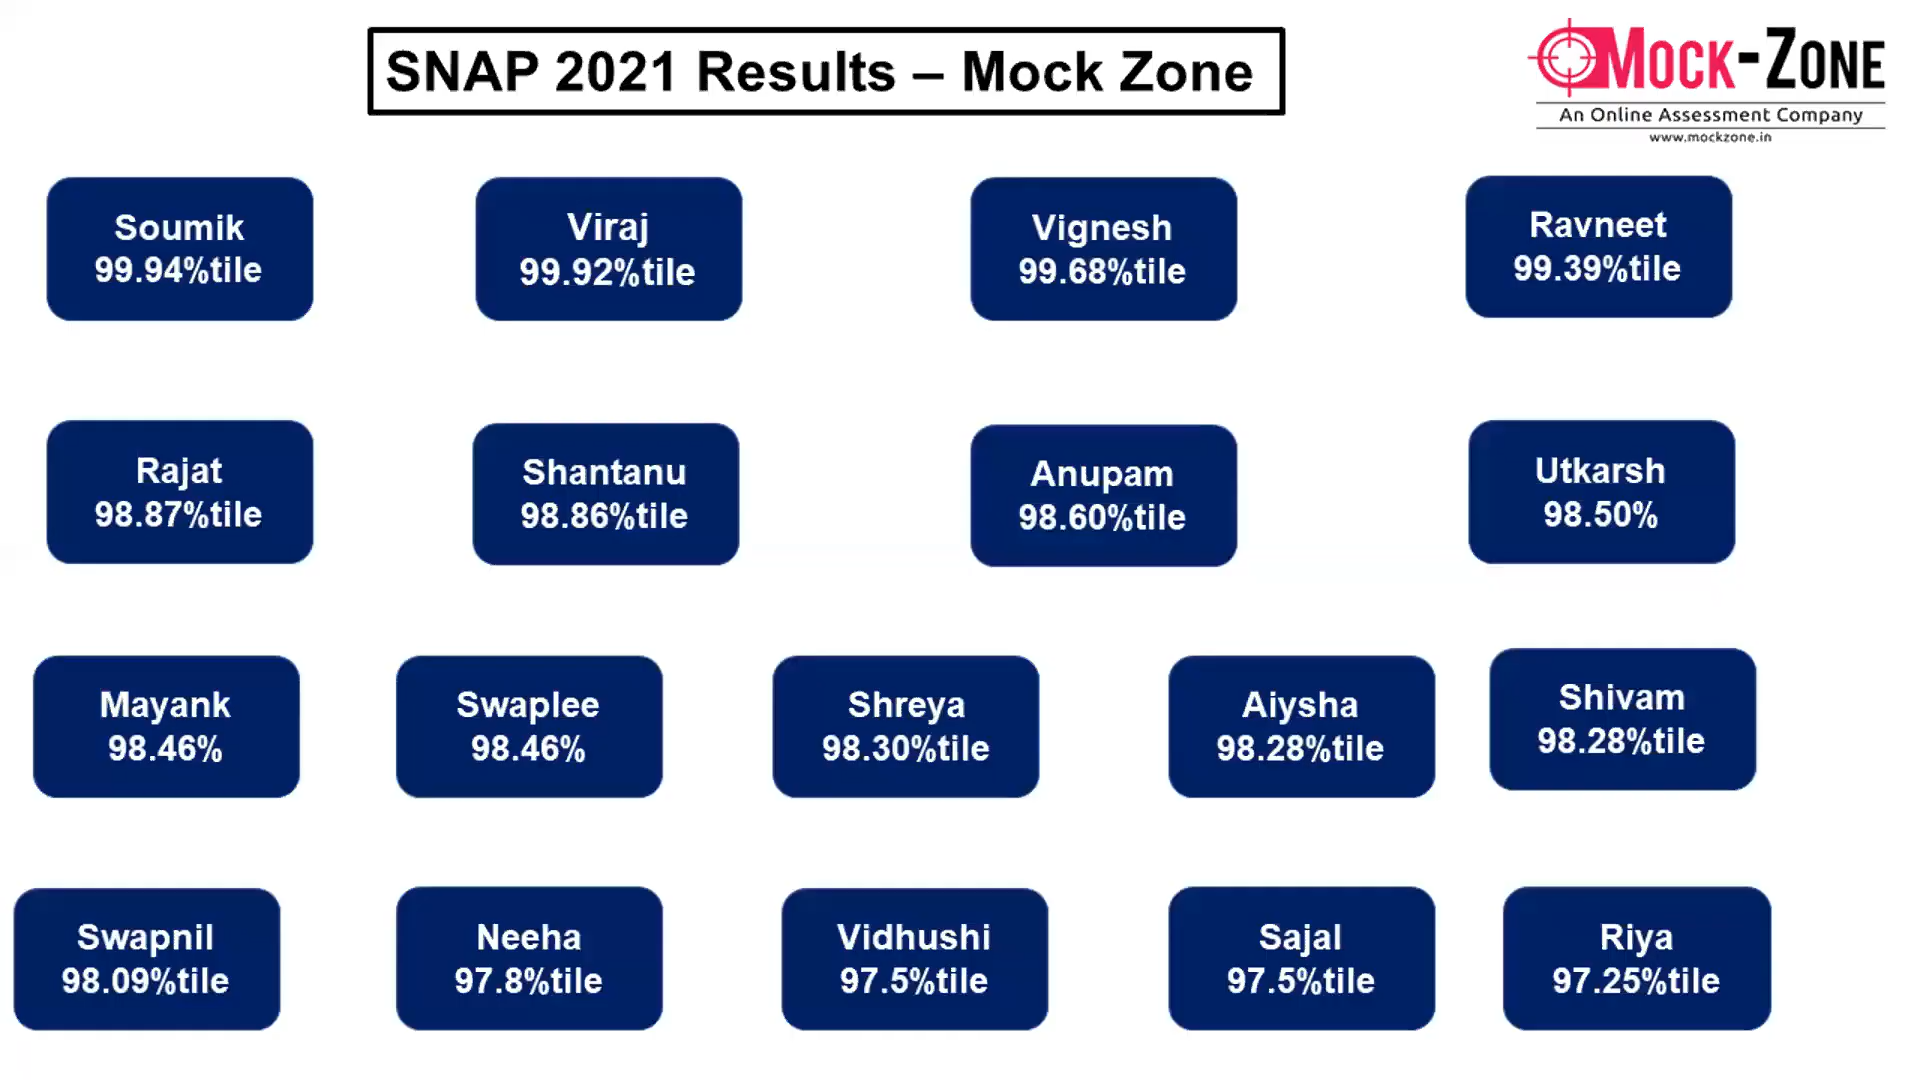 SNAP 2021 Results – Mock Zone
MOCK-ZONE
An Online Assessment Company
www.mockzone.in
Soumik
99.94%tile
Viraj
99.92%tile
Vignesh
99.68%tile
Ravneet
99.39%tile
Rajat
98.87%tile
Shantanu
98.86%tile
Anupam
98.60%tile
Utkarsh
98.50%
Mayank
98.46%
Swaplee
98.46%
Shreya
98.30%tile
Aiysha
98.28%tile
Shivam
98.28%tile
Swapnil
98.09%tile
Neeha
97.8%tile
Vidhushi
97.5%tile
Sajal
97.5%tile
Riya
97.25%tile